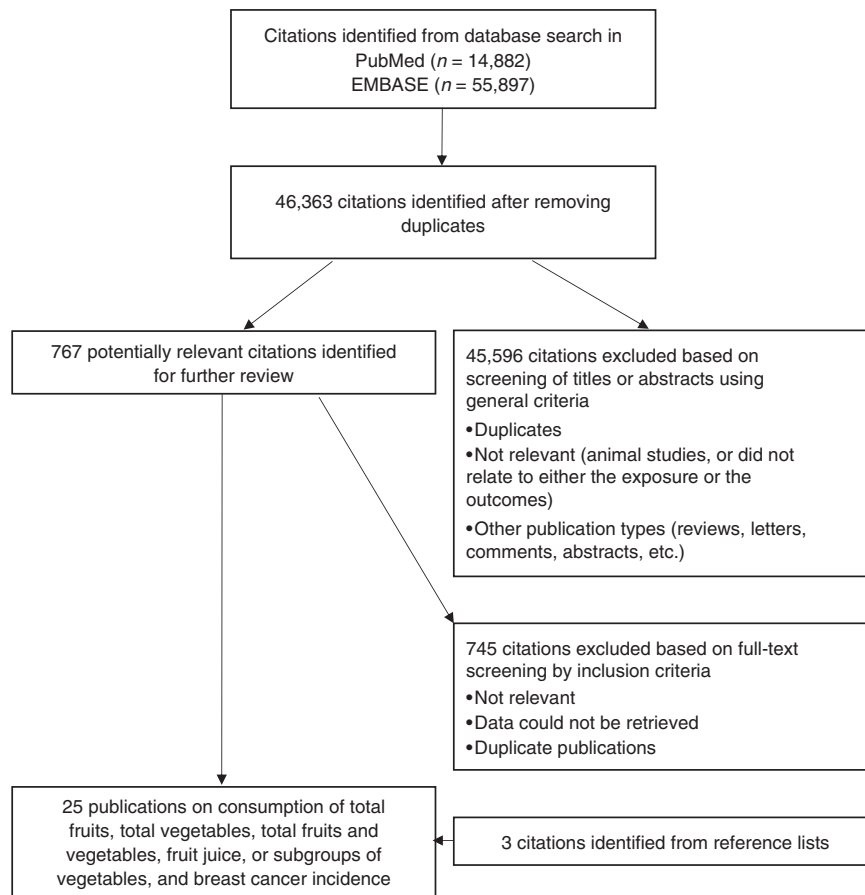 Citations identified from database search in
PubMed (n = 14,882)
EMBASE (n = 55,897)
46,363 citations identified after removing
duplicates
767 potentially relevant citations identified
for further review
45,596 citations excluded based on
screening of titles or abstracts using
general criteria
•Duplicates
•Not relevant (animal studies, or did not
relate to either the exposure or the
outcomes)
•Other publication types (reviews, letters,
comments, abstracts, etc.)
745 citations excluded based on full-text
screening by inclusion criteria
•Not relevant
•Data could not be retrieved
•Duplicate publications
25 publications on consumption of total
fruits, total vegetables, total fruits and
vegetables, fruit juice, or subgroups of
vegetables, and breast cancer incidence
3 citations identified from reference lists